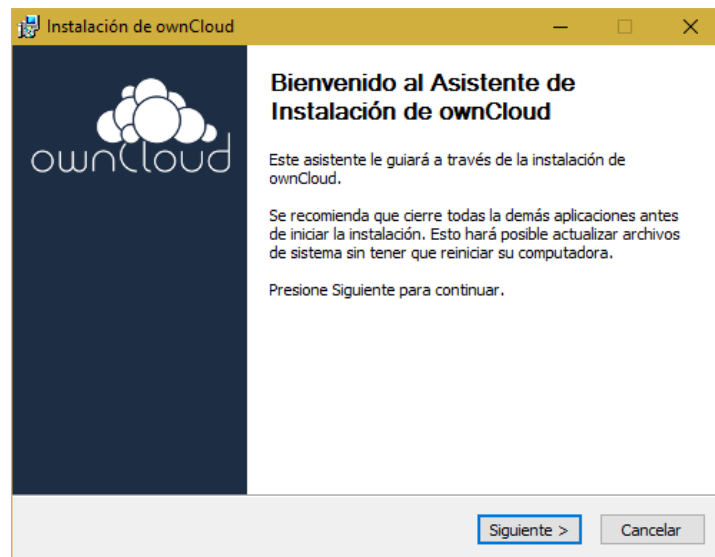 Instalación de ownCloud
ownCloud
Bienvenido al Asistente de
Instalación de ownCloud
Este asistente le guiará a través de la instalación de
ownCloud.
Se recomienda que cierre todas la demás aplicaciones antes
de iniciar la instalación. Esto hará posible actualizar archivos
de sistema sin tener que reiniciar su computadora.
Presione Siguiente para continuar.
Siguiente >
Cancelar